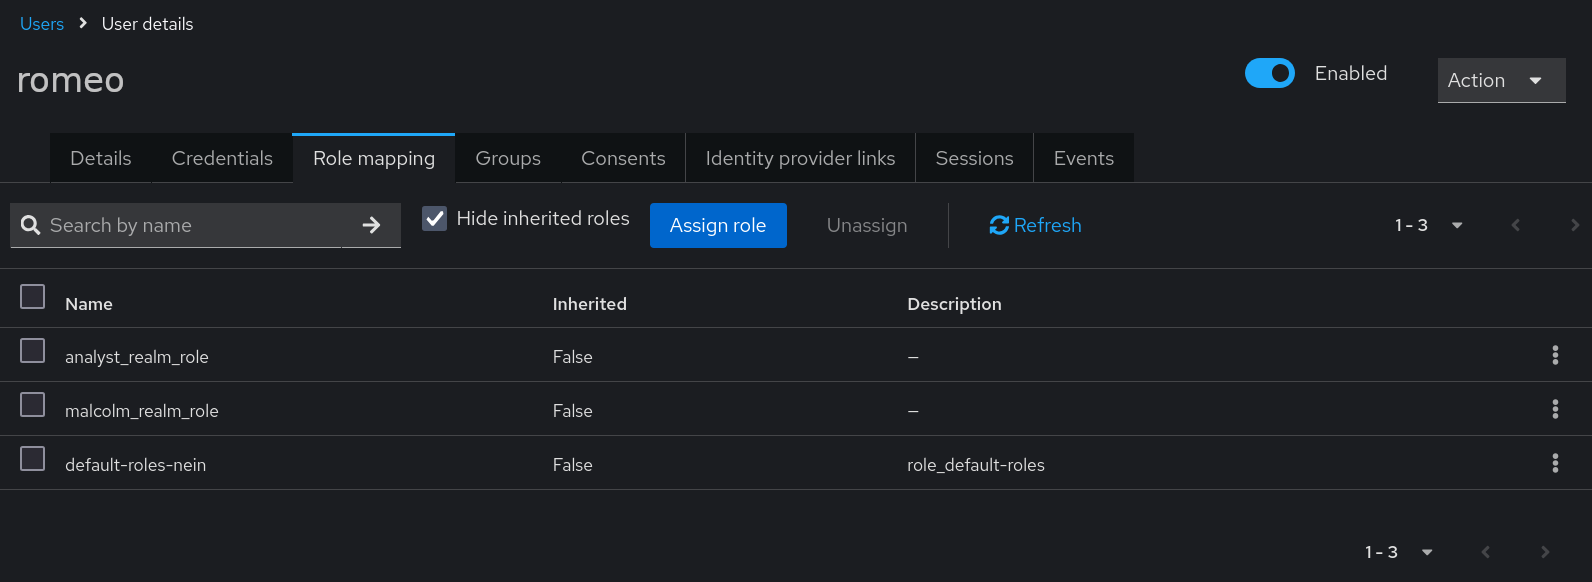 Users > User details
romeo
Enabled
Action
Details Credentials Role mapping Groups Consents Identity provider links Sessions Events
Search by name Hide inherited roles Assign role Unassign Refresh 1 - 3
Name Inherited Description
analyst_realm_role False –
malcolm_realm_role False –
default-roles-nein False role_default-roles
1 - 3